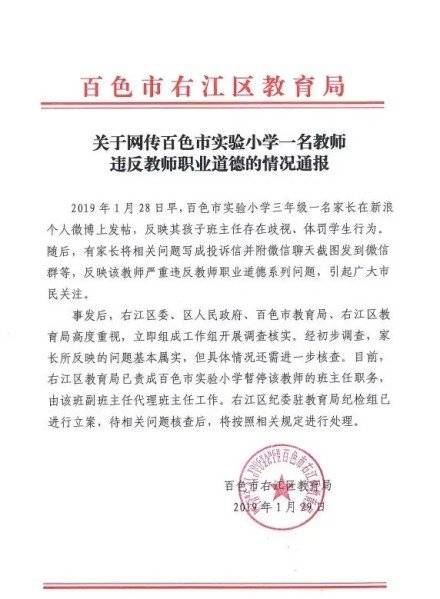 百色市右江区教育局
关于网传百色市实验小学一名教师
违反教师职业道德的情况通报
2019年1月28日早，百色市实验小学三年级一名家长在新浪
个人微博上发帖，反映其孩子班主任存在歧视、体罚学生行为。
随后，有家长将相关问题写成投诉信并附微信聊天截图发到微信
群等，反映该教师严重违反教师职业道德系列问题，引起广大市
民关注。
事发后，右江区委、区人民政府、百色市教育局、右江区教
育局高度重视，立即组成工作组开展调查核实。经初步调查，家
长所反映的问题基本属实，但具体情况还需进一步核查。目前，
右江区教育局已责成百色市实验小学暂停该教师的班主任职务，
由该班副班主任代理班主任工作。右江区纪委驻教育局纪检组已
进行立案，待相关问题核查后，将按照相关规定进行处理。
百色市右江区教育局
2019年1月29日